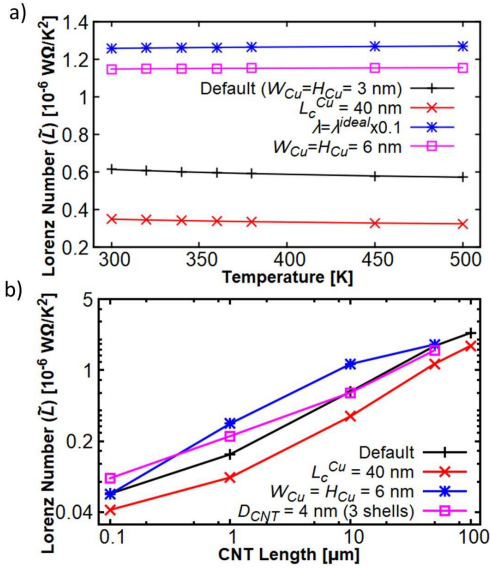 a)
Lorenz Number (L̃) [10⁻⁶ WΩ/K²]
1.4
1.2
1
0.8
0.6
0.4
0.2
Default (W_Cu=H_Cu= 3 nm)
L_c^Cu = 40 nm
λ=λ^ideal x0.1
W_Cu=H_Cu= 6 nm
300
350
400
450
500
Temperature [K]
b)
Lorenz Number (L̃) [10⁻⁶ WΩ/K²]
5
1
0.2
0.04
Default
L_c^Cu = 40 nm
W_Cu = H_Cu = 6 nm
D_CNT = 4 nm (3 shells)
0.1
1
10
100
CNT Length [µm]